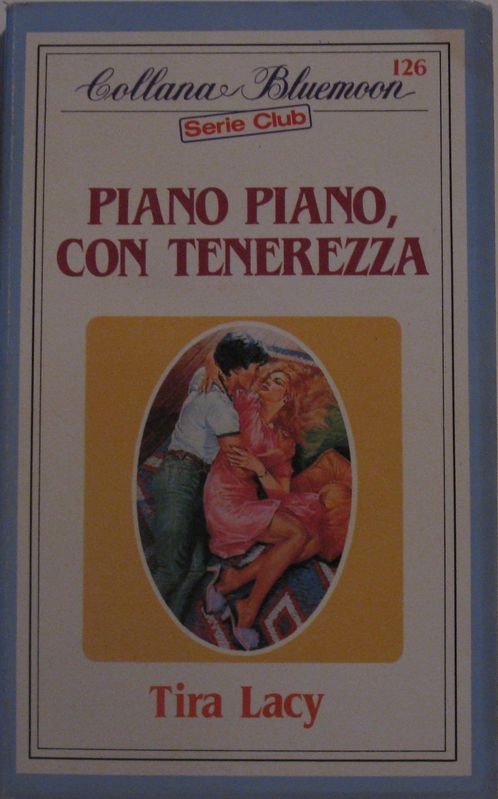 126
Collana Bluemoon
Serie Club
PIANO PIANO,
CON TENEREZZA
Tira Lacy